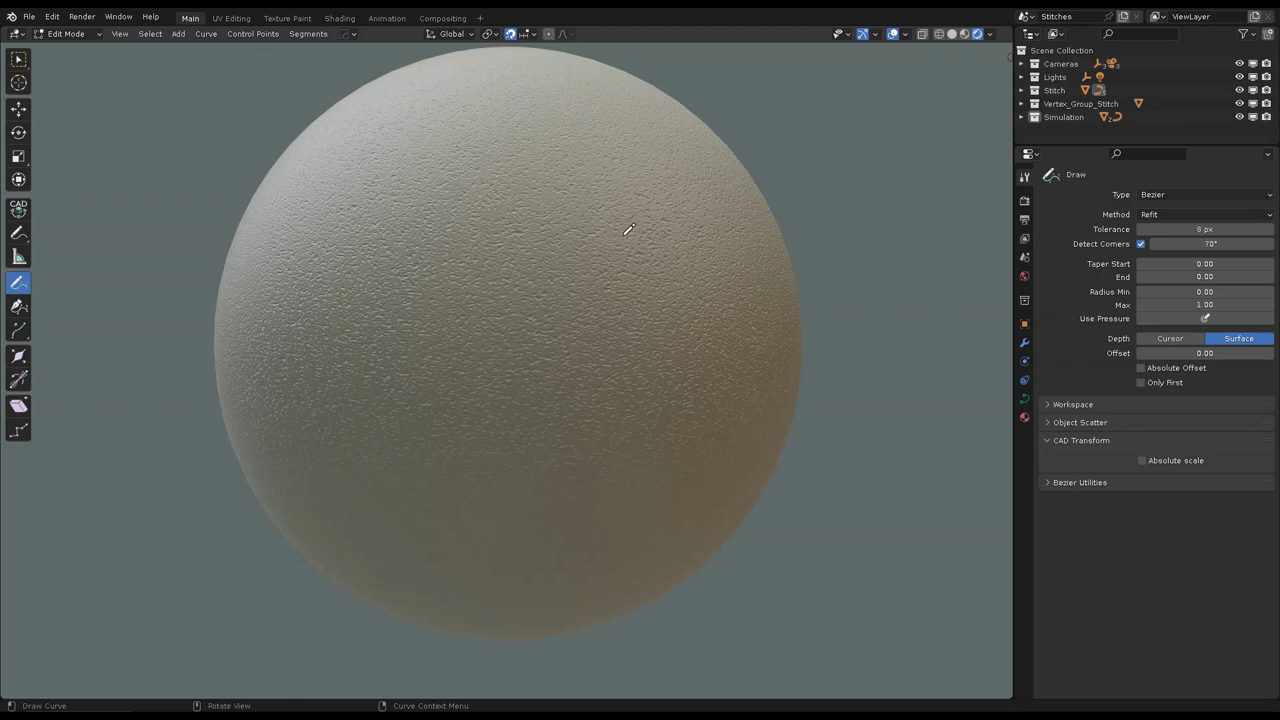 File Edit Render Window Help Main UV Editing Texture Paint Shading Animation Compositing + Stitches ViewLayer
Edit Mode View Select Add Curve Control Points Segments Global
Scene Collection
Cameras 3 3
Lights
Stitch
Vertex_Group_Stitch
Simulation 2
Draw
Type Bezier
Method Refit
Tolerance 8 px
Detect Corners 70°
Taper Start 0.00
End 0.00
Radius Min 0.00
Max 1.00
Use Pressure
Depth Cursor Surface
Offset 0.00
Absolute Offset
Only First
Workspace
Object Scatter
CAD Transform
Absolute scale
Bezier Utilities
CAD
Draw Curve Rotate View Curve Context Menu